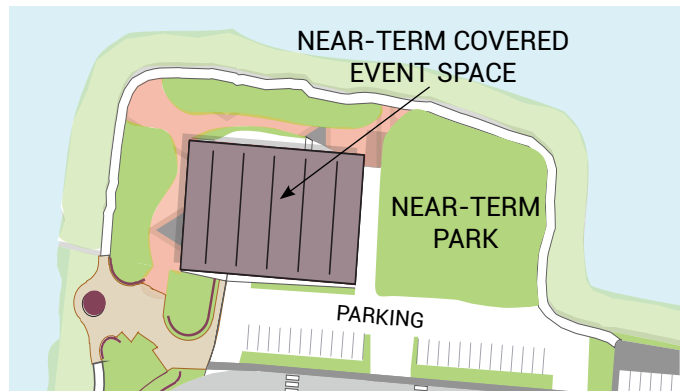 NEAR-TERM COVERED
EVENT SPACE
NEAR-TERM
PARK
PARKING